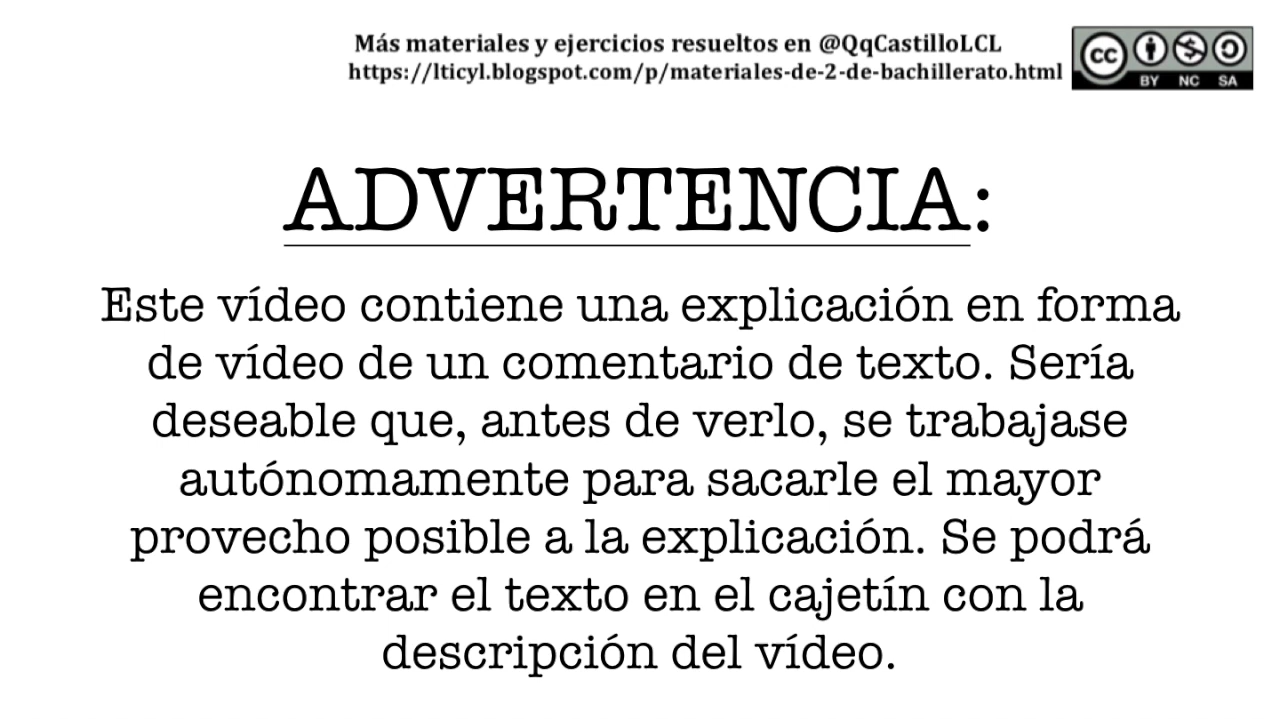 Más materiales y ejercicios resueltos en @QqCastilloLCL
https://lticyl.blogspot.com/p/materiales-de-2-de-bachillerato.html
cc
BY NC SA
ADVERTENCIA:
Este vídeo contiene una explicación en forma
de vídeo de un comentario de texto. Sería
deseable que, antes de verlo, se trabajase
autónomamente para sacarle el mayor
provecho posible a la explicación. Se podrá
encontrar el texto en el cajetín con la
descripción del vídeo.